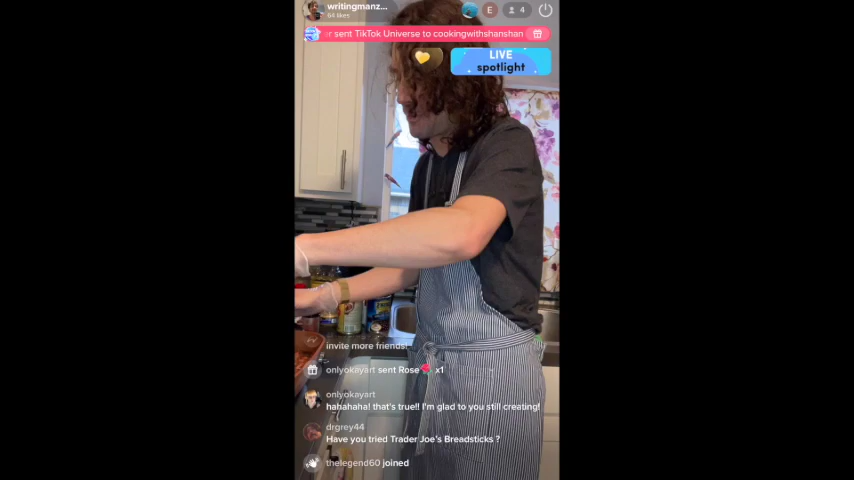 writingmanz...
64 likes
E
4
r sent TikTok Universe to cookingwithshanshan
LIVE
spotlight
invite more friends!
onlyokayart sent Rose x1
onlyokayart
hahahaha! that's true!! I'm glad to you still creating!
drgrey44
Have you tried Trader Joe's Breadsticks ?
thelegend60 joined